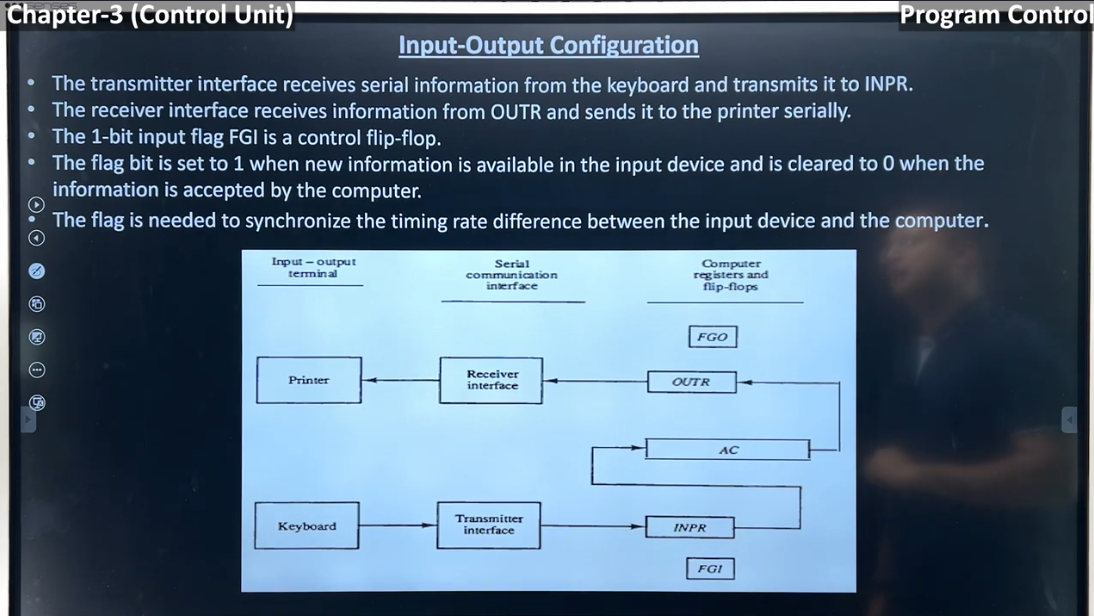 Chapter-3 (Control Unit)
Program Control
Input-Output Configuration
• The transmitter interface receives serial information from the keyboard and transmits it to INPR.
• The receiver interface receives information from OUTR and sends it to the printer serially.
• The 1-bit input flag FGI is a control flip-flop.
• The flag bit is set to 1 when new information is available in the input device and is cleared to 0 when the
information is accepted by the computer.
• The flag is needed to synchronize the timing rate difference between the input device and the computer.
Input – output
terminal
Serial
communication
interface
Computer
registers and
flip-flops
FGO
Printer
Receiver
interface
OUTR
AC
Keyboard
Transmitter
interface
INPR
FGI